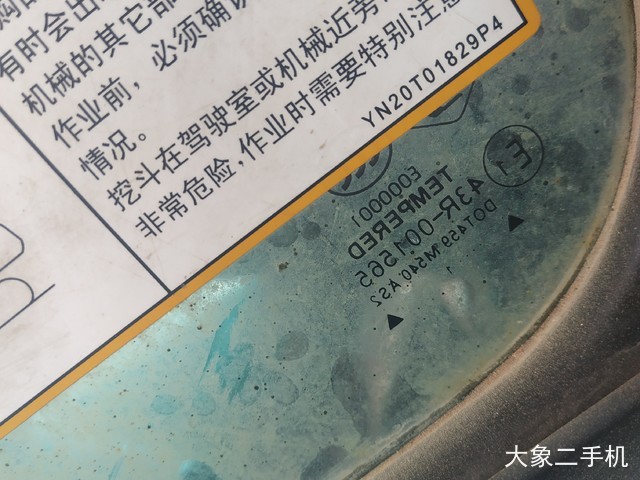 有时会出
机械的其它部
作业前，必须确认
情况。
挖斗在驾驶室或机械近旁
非常危险，作业时需要特别注意
YN20T01829P4
E1
E000001
TEMPERED
43R-001565
DOT459 M540 AS2
1
大象二手机